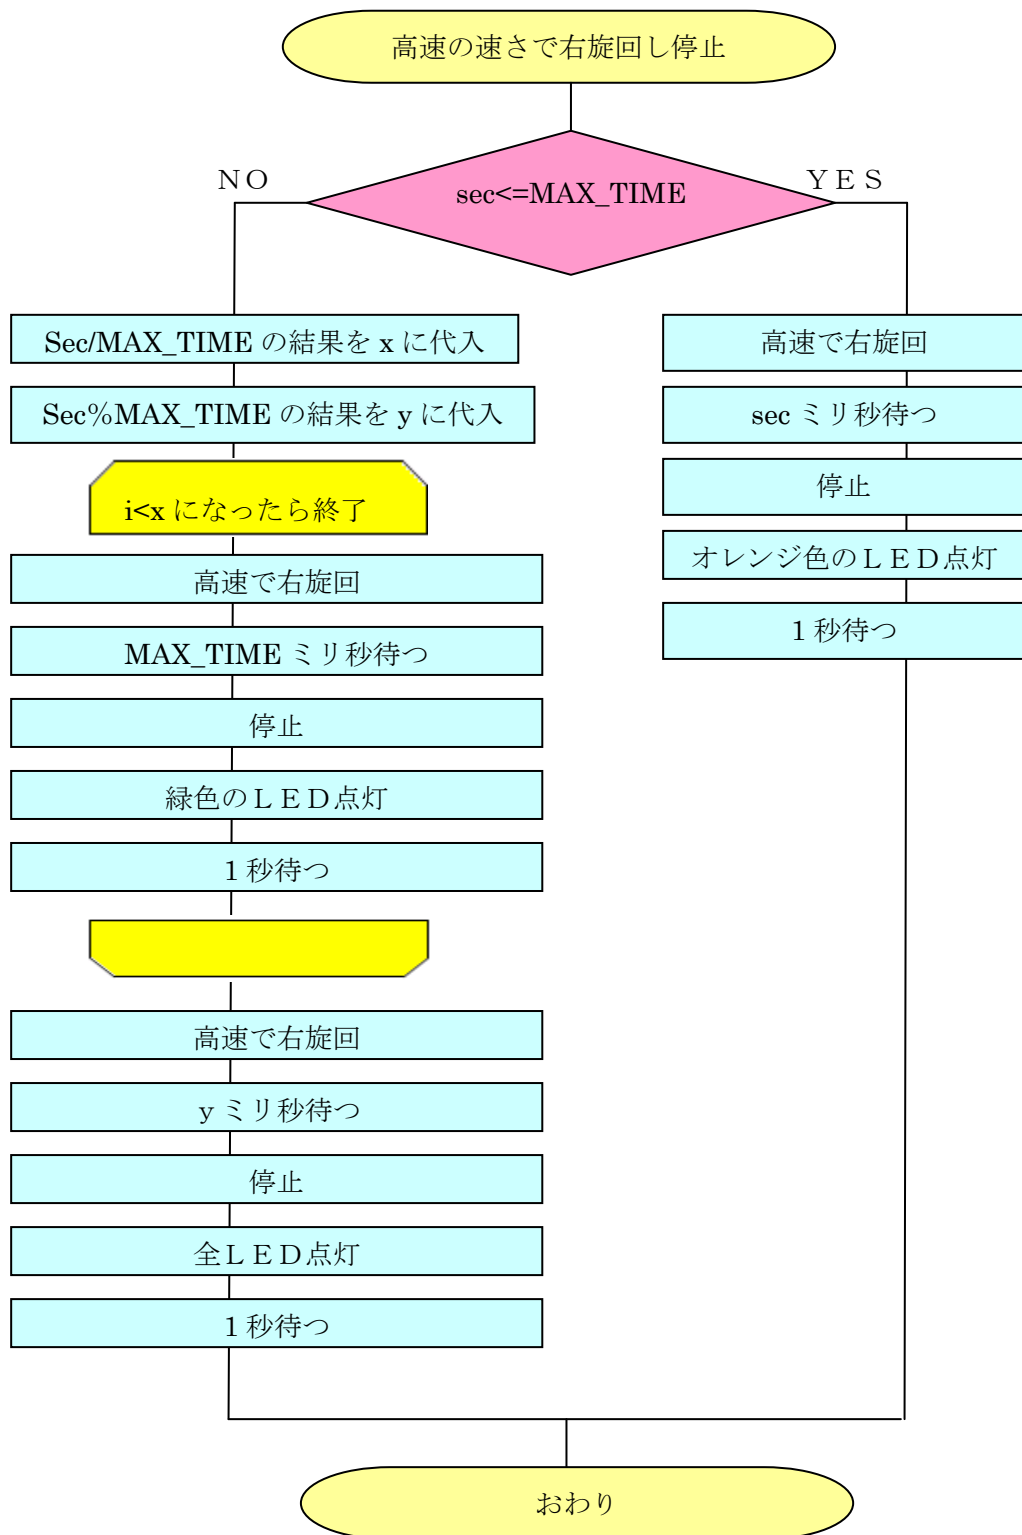 高速の速さで右旋回し停止
NO
YES
sec<=MAX_TIME
Sec/MAX_TIME の結果を x に代入
Sec%MAX_TIME の結果を y に代入
i<x になったら終了
高速で右旋回
MAX_TIME ミリ秒待つ
停止
緑色のLED点灯
1 秒待つ
高速で右旋回
y ミリ秒待つ
停止
全LED点灯
1 秒待つ
高速で右旋回
sec ミリ秒待つ
停止
オレンジ色のLED点灯
1 秒待つ
おわり